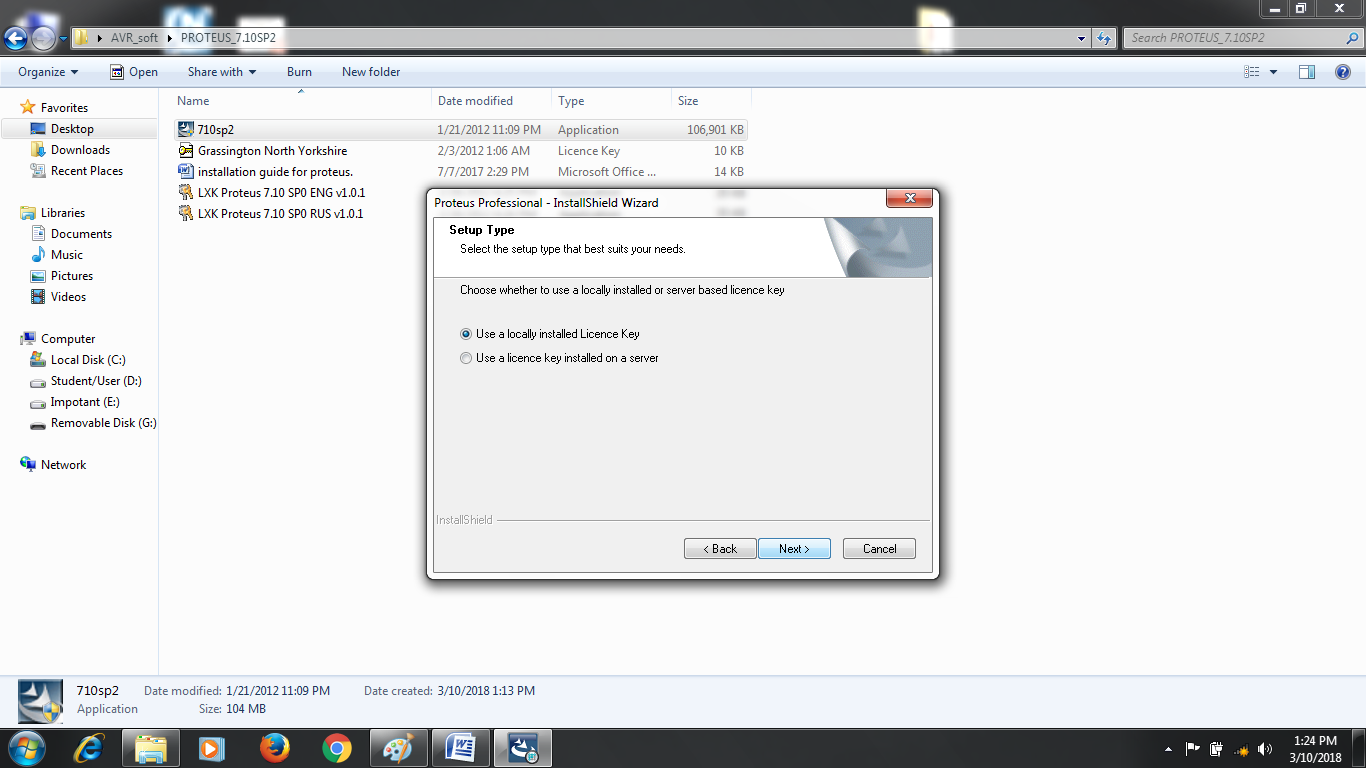 AVR_soft PROTEUS_7.10SP2 Search PROTEUS_7.10SP2
Organize Open Share with Burn New folder
Favorites
Desktop
Downloads
Recent Places
Libraries
Documents
Music
Pictures
Videos
Computer
Local Disk (C:)
Student/User (D:)
Impotant (E:)
Removable Disk (G:)
Network
Name Date modified Type Size
710sp2 1/21/2012 11:09 PM Application 106,901 KB
Grassington North Yorkshire 2/3/2012 1:06 AM Licence Key 10 KB
installation guide for proteus. 7/7/2017 2:29 PM Microsoft Office ... 14 KB
LXK Proteus 7.10 SP0 ENG v1.0.1
LXK Proteus 7.10 SP0 RUS v1.0.1
Proteus Professional - InstallShield Wizard
Setup Type
Select the setup type that best suits your needs.
Choose whether to use a locally installed or server based licence key
Use a locally installed Licence Key
Use a licence key installed on a server
InstallShield
< Back Next > Cancel
710sp2 Date modified: 1/21/2012 11:09 PM Date created: 3/10/2018 1:13 PM
Application Size: 104 MB
1:24 PM
3/10/2018